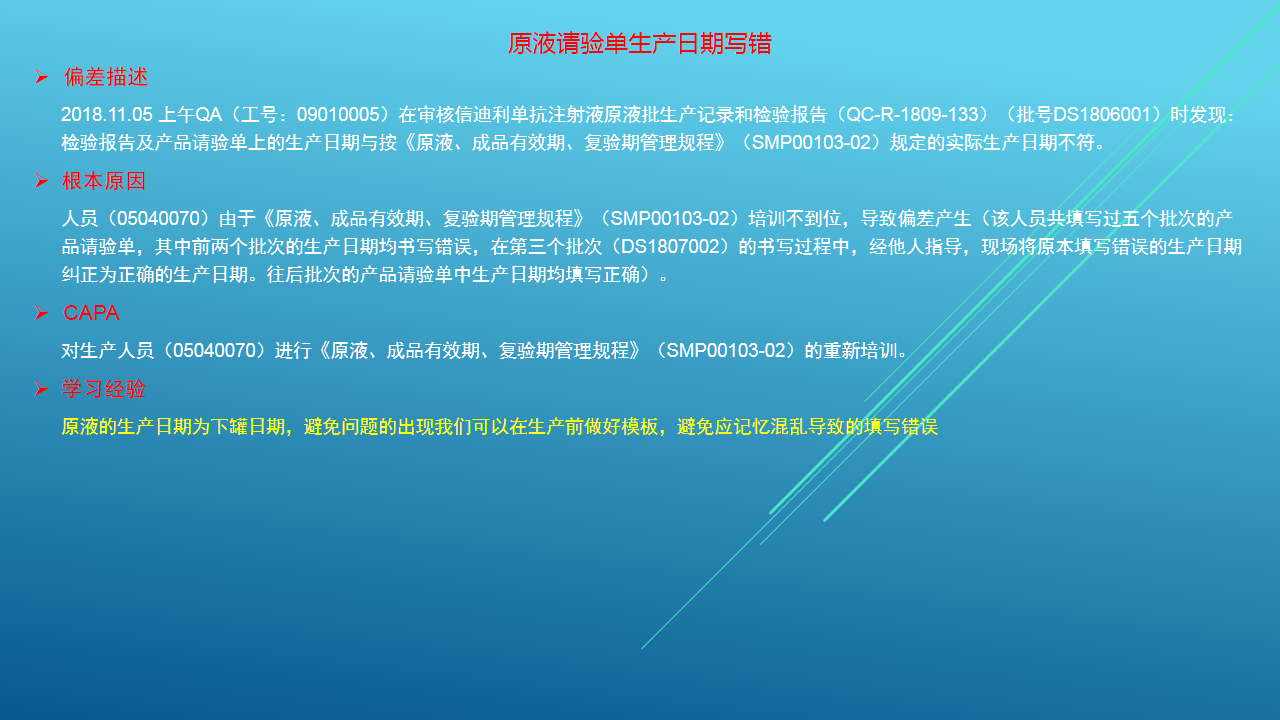 原液请验单生产日期写错
偏差描述
2018.11.05 上午QA（工号：09010005）在审核信迪利单抗注射液原液批生产记录和检验报告（QC-R-1809-133）（批号DS1806001）时发现：
检验报告及产品请验单上的生产日期与按《原液、成品有效期、复验期管理规程》（SMP00103-02）规定的实际生产日期不符。
根本原因
人员（05040070）由于《原液、成品有效期、复验期管理规程》（SMP00103-02）培训不到位，导致偏差产生（该人员共填写过五个批次的产
品请验单，其中前两个批次的生产日期均书写错误，在第三个批次（DS1807002）的书写过程中，经他人指导，现场将原本填写错误的生产日期
纠正为正确的生产日期。往后批次的产品请验单中生产日期均填写正确）。
CAPA
对生产人员（05040070）进行《原液、成品有效期、复验期管理规程》（SMP00103-02）的重新培训。
学习经验
原液的生产日期为下罐日期，避免问题的出现我们可以在生产前做好模板，避免应记忆混乱导致的填写错误